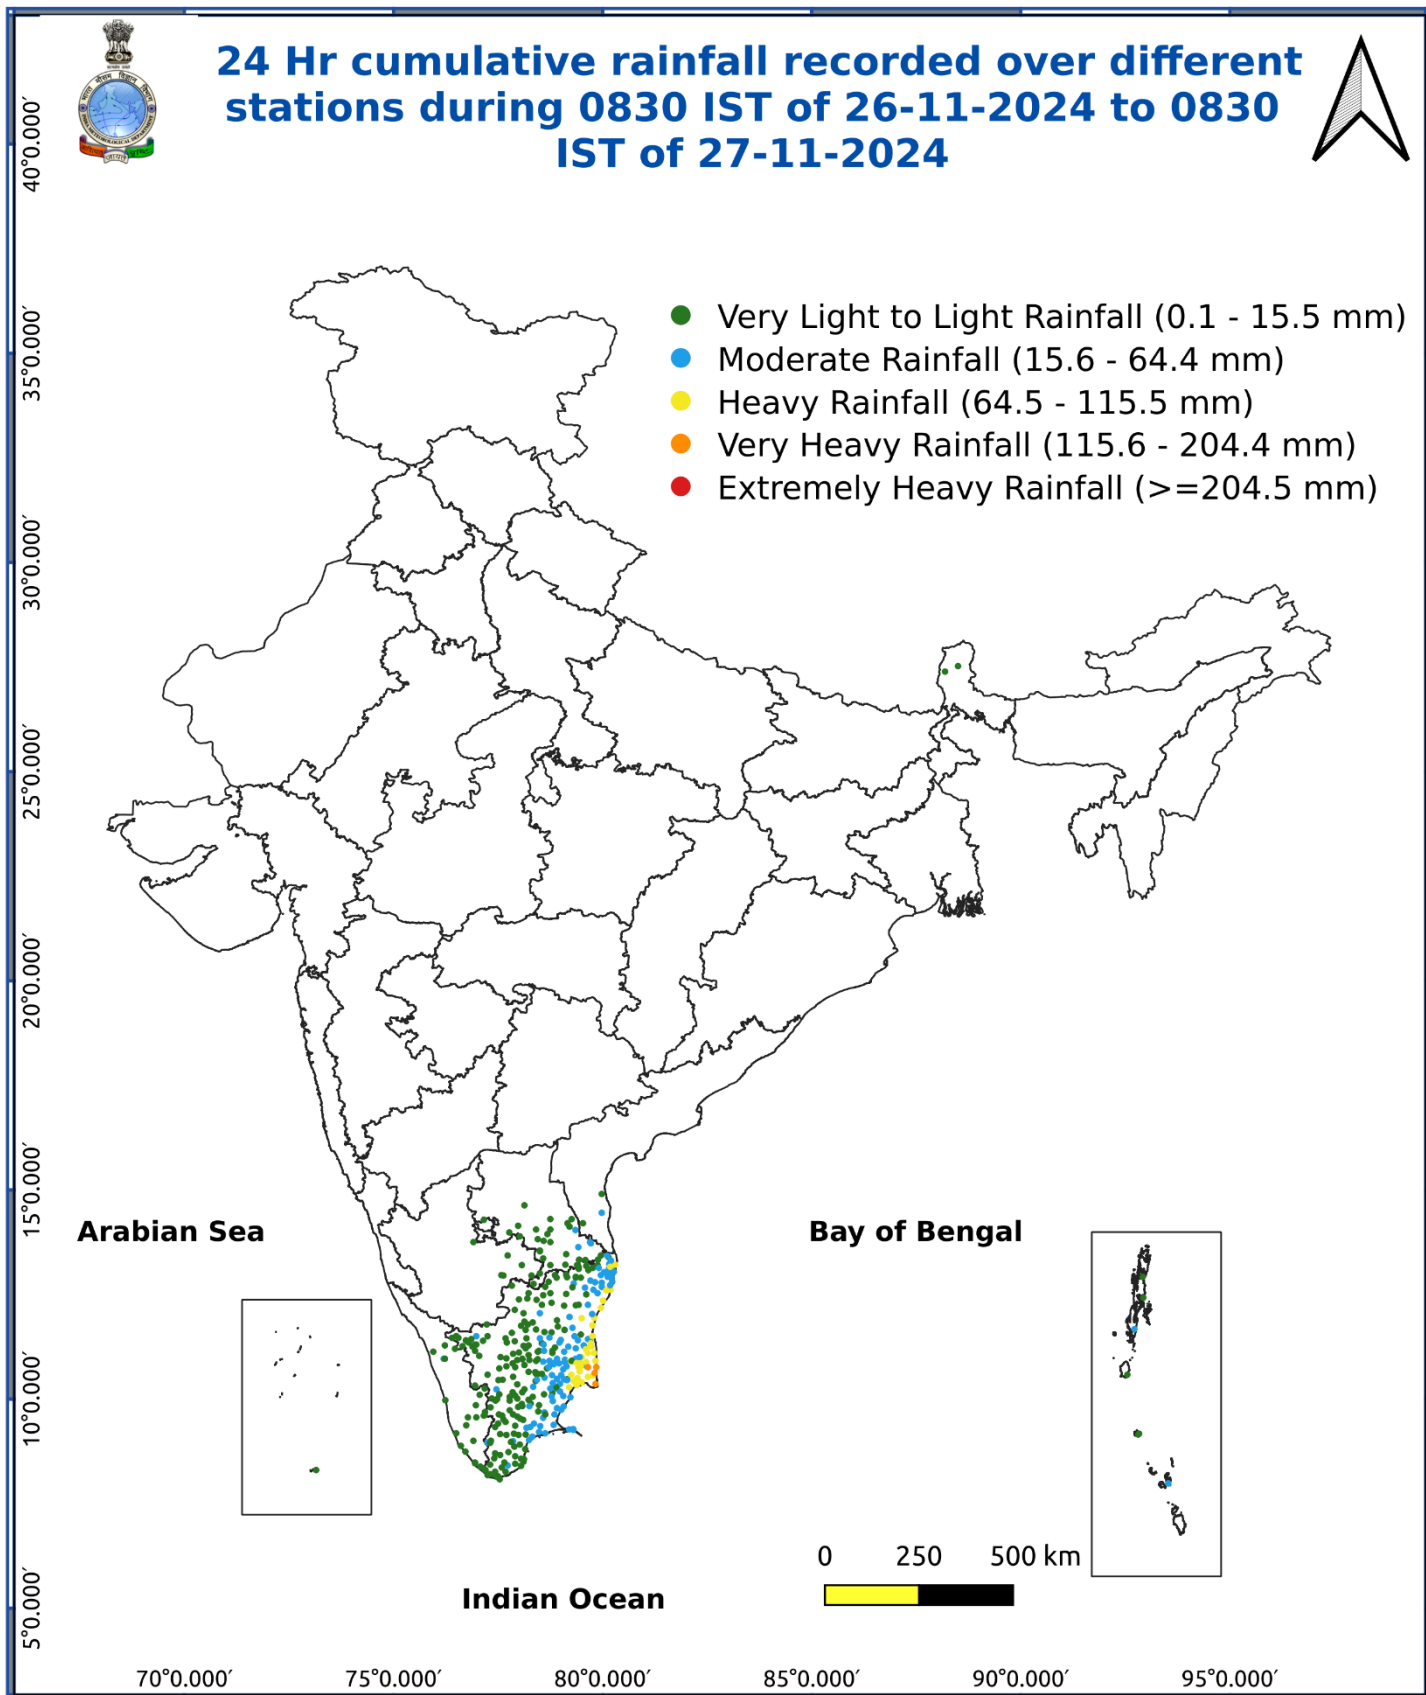 24 Hr cumulative rainfall recorded over different
stations during 0830 IST of 26-11-2024 to 0830
IST of 27-11-2024
Very Light to Light Rainfall (0.1 - 15.5 mm)
Moderate Rainfall (15.6 - 64.4 mm)
Heavy Rainfall (64.5 - 115.5 mm)
Very Heavy Rainfall (115.6 - 204.4 mm)
Extremely Heavy Rainfall (>=204.5 mm)
40°0.000′
35°0.000′
30°0.000′
25°0.000′
20°0.000′
15°0.000′
10°0.000′
5°0.000′
Arabian Sea
Bay of Bengal
Indian Ocean
0 250 500 km
70°0.000′ 75°0.000′ 80°0.000′ 85°0.000′ 90°0.000′ 95°0.000′